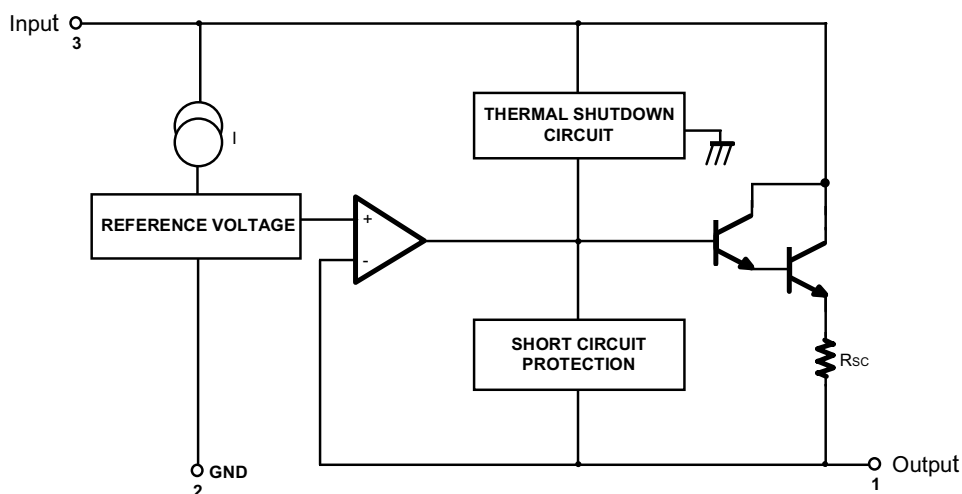 Input
3
THERMAL SHUTDOWN
CIRCUIT
I
REFERENCE VOLTAGE
+
-
SHORT CIRCUIT
PROTECTION
RSC
GND
2
Output
1